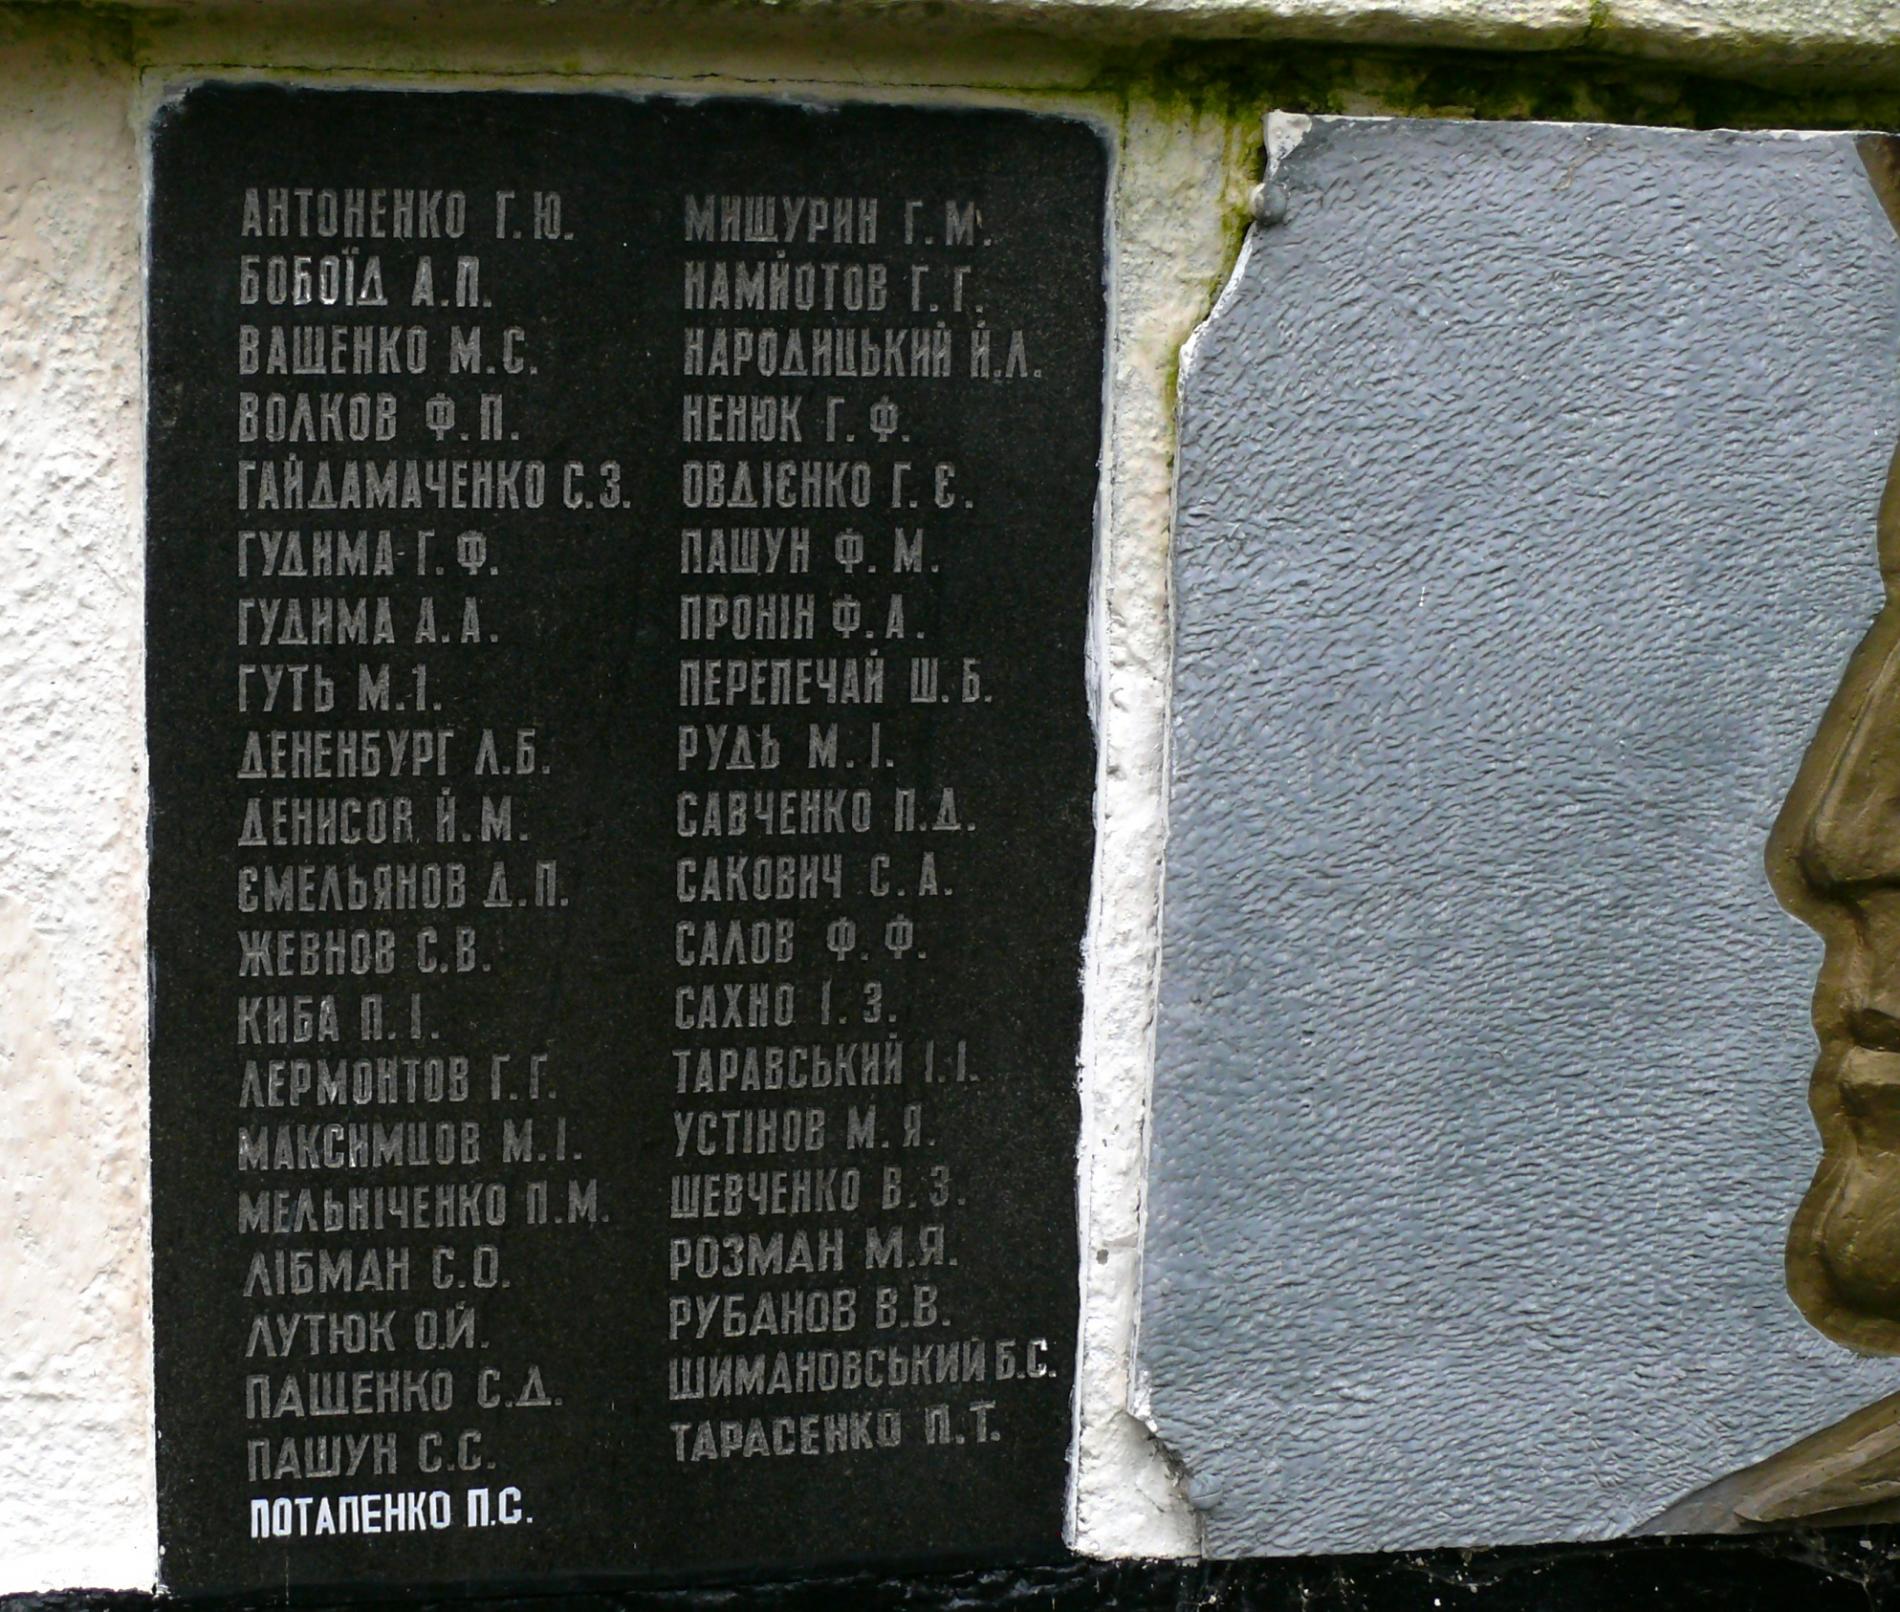 АНТОНЕНКО Г.Ю.
БОБОЇД А.П.
ВАЩЕНКО М.С.
ВОЛКОВ Ф.П.
ГАЙДАМАЧЕНКО С.З.
ГУДИМА Г.Ф.
ГУДИМА А.А.
ГУТЬ М.І.
ДЕНЕНБУРГ Л.Б.
ДЕНИСОВ Й.М.
ЄМЕЛЬЯНОВ Д.П.
ЖЕВНОВ С.В.
КИБА П.І.
ЛЕРМОНТОВ Г.Г.
МАКСИМЦОВ М.І.
МЕЛЬНІЧЕНКО П.М.
ЛІБМАН С.О.
ЛУТЮК О.Й.
ПАЩЕНКО С.Д.
ПАШУН С.С.
ПОТАПЕНКО П.С.
МИЩУРИН Г.М.
НАМЙОТОВ Г.Г.
НАРОДИЦЬКИЙ Й.Л.
НЕНЮК Г.Ф.
ОВДІЄНКО Г.Є.
ПАШУН Ф.М.
ПРОНІН Ф.А.
ПЕРЕПЕЧАЙ Ш.Б.
РУДЬ М.І.
САВЧЕНКО П.Д.
САКОВИЧ С.А.
САЛОВ Ф.Ф.
САХНО І.З.
ТАРАВСЬКИЙ І.І.
УСТІНОВ М.Я.
ШЕВЧЕНКО В.З.
РОЗМАН М.Я.
РУБАНОВ В.В.
ШИМАНОВСЬКИЙ Б.С.
ТАРАСЕНКО П.Т.